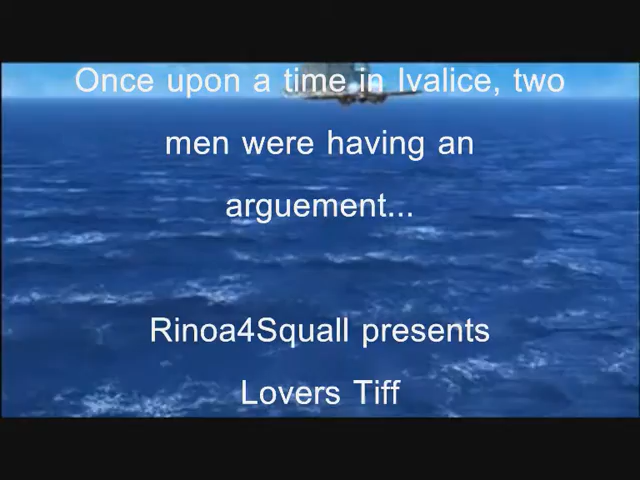 Once upon a time in Ivalice, two
men were having an
arguement...
Rinoa4Squall presents
Lovers Tiff